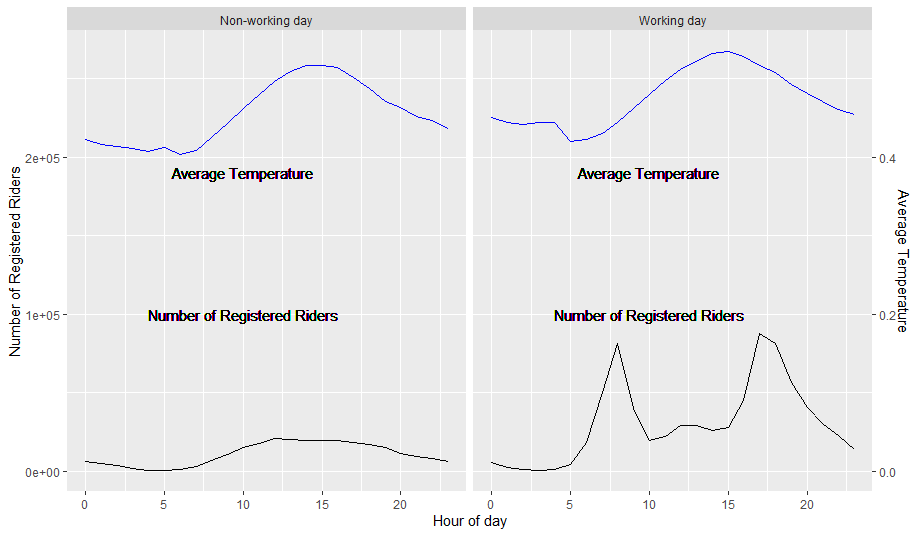 Non-working day
Working day
Number of Registered Riders
2e+05
1e+05
0e+00
Average Temperature
Number of Registered Riders
Average Temperature
Number of Registered Riders
0.4
0.2
0.0
Average Temperature
0 5 10 15 20
0 5 10 15 20
Hour of day